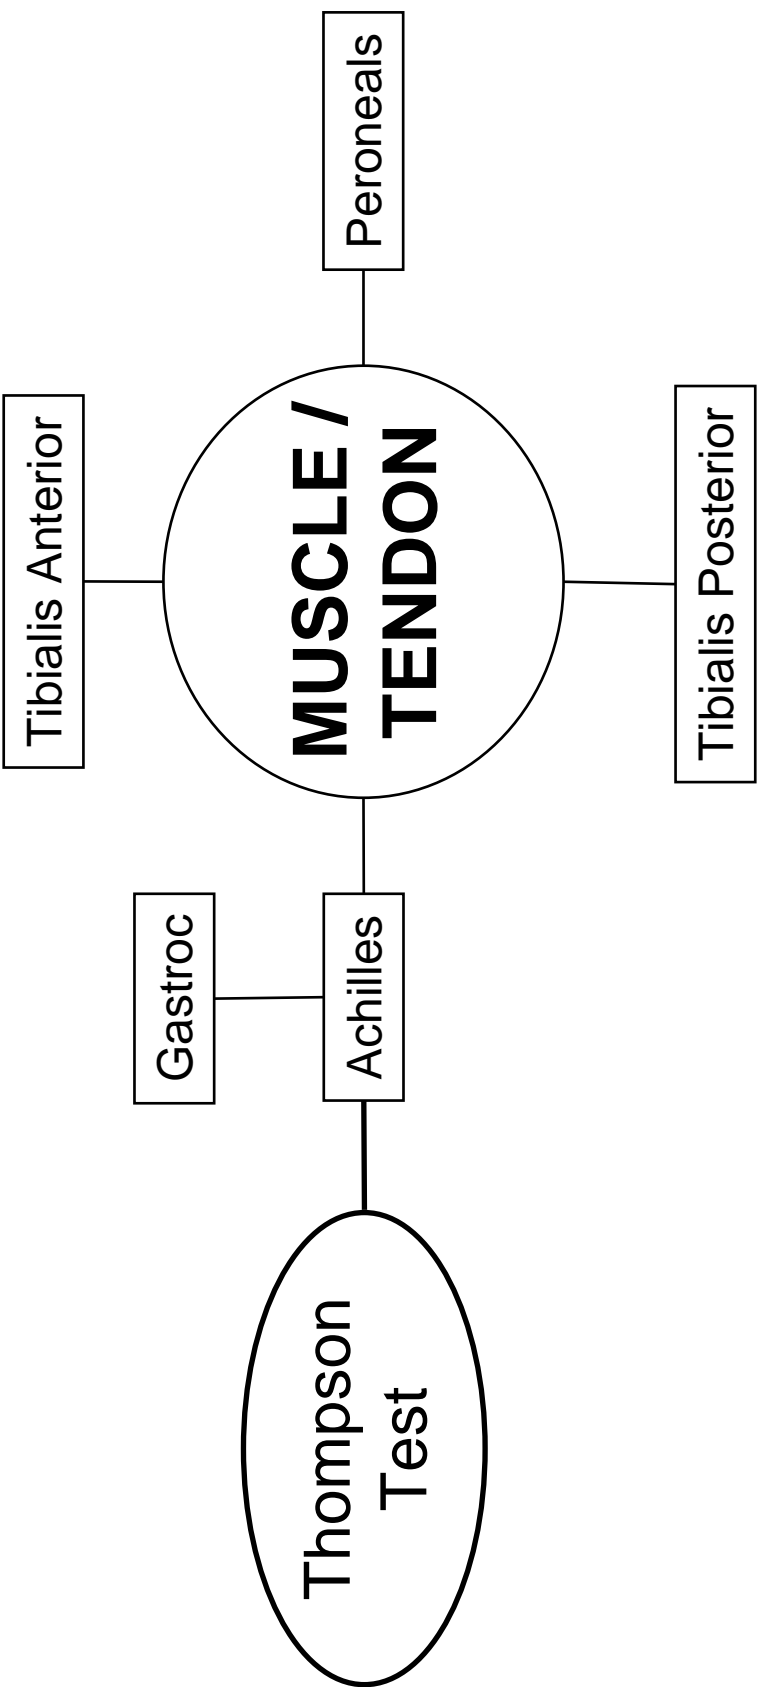 Tibialis Anterior
Gastroc
Thompson
Test
Achilles
MUSCLE /
TENDON
Peroneals
Tibialis Posterior